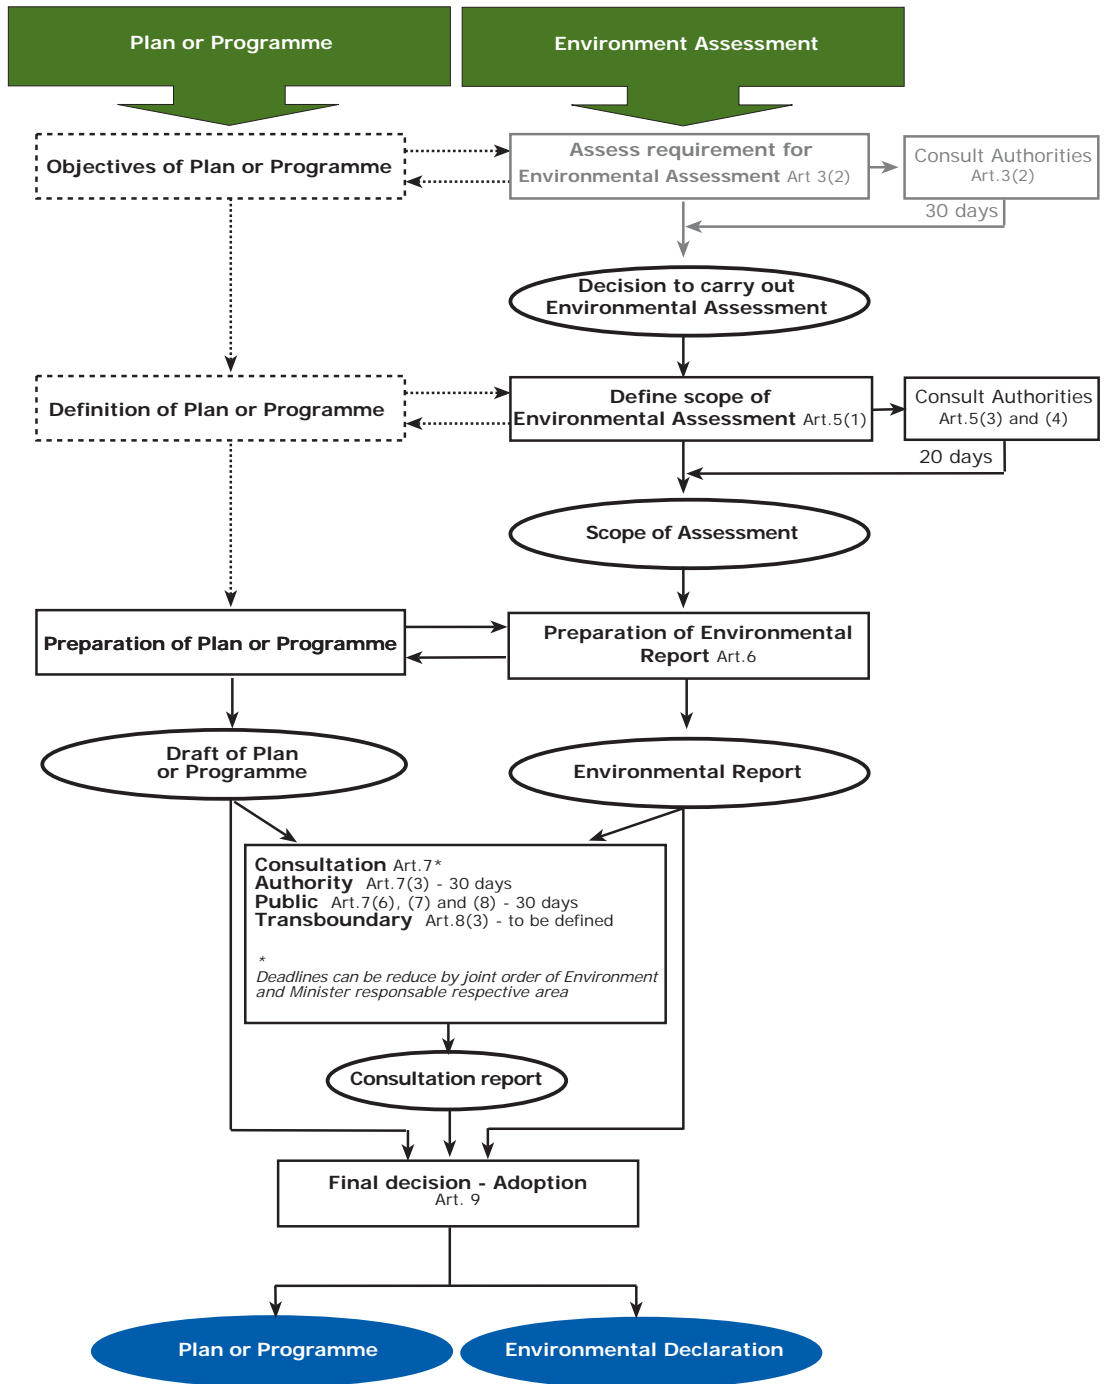 Plan or Programme
Environment Assessment
Objectives of Plan or Programme
Assess requirement for
Environmental Assessment Art 3(2)
Consult Authorities
Art.3(2)
30 days
Decision to carry out
Environmental Assessment
Definition of Plan or Programme
Define scope of
Environmental Assessment Art.5(1)
Consult Authorities
Art.5(3) and (4)
20 days
Scope of Assessment
Preparation of Plan or Programme
Preparation of Environmental
Report Art.6
Draft of Plan
or Programme
Environmental Report
Consultation Art.7*
Authority Art.7(3) - 30 days
Public Art.7(6), (7) and (8) - 30 days
Transboundary Art.8(3) - to be defined
*
Deadlines can be reduce by joint order of Environment
and Minister responsable respective area
Consultation report
Final decision - Adoption
Art. 9
Plan or Programme
Environmental Declaration